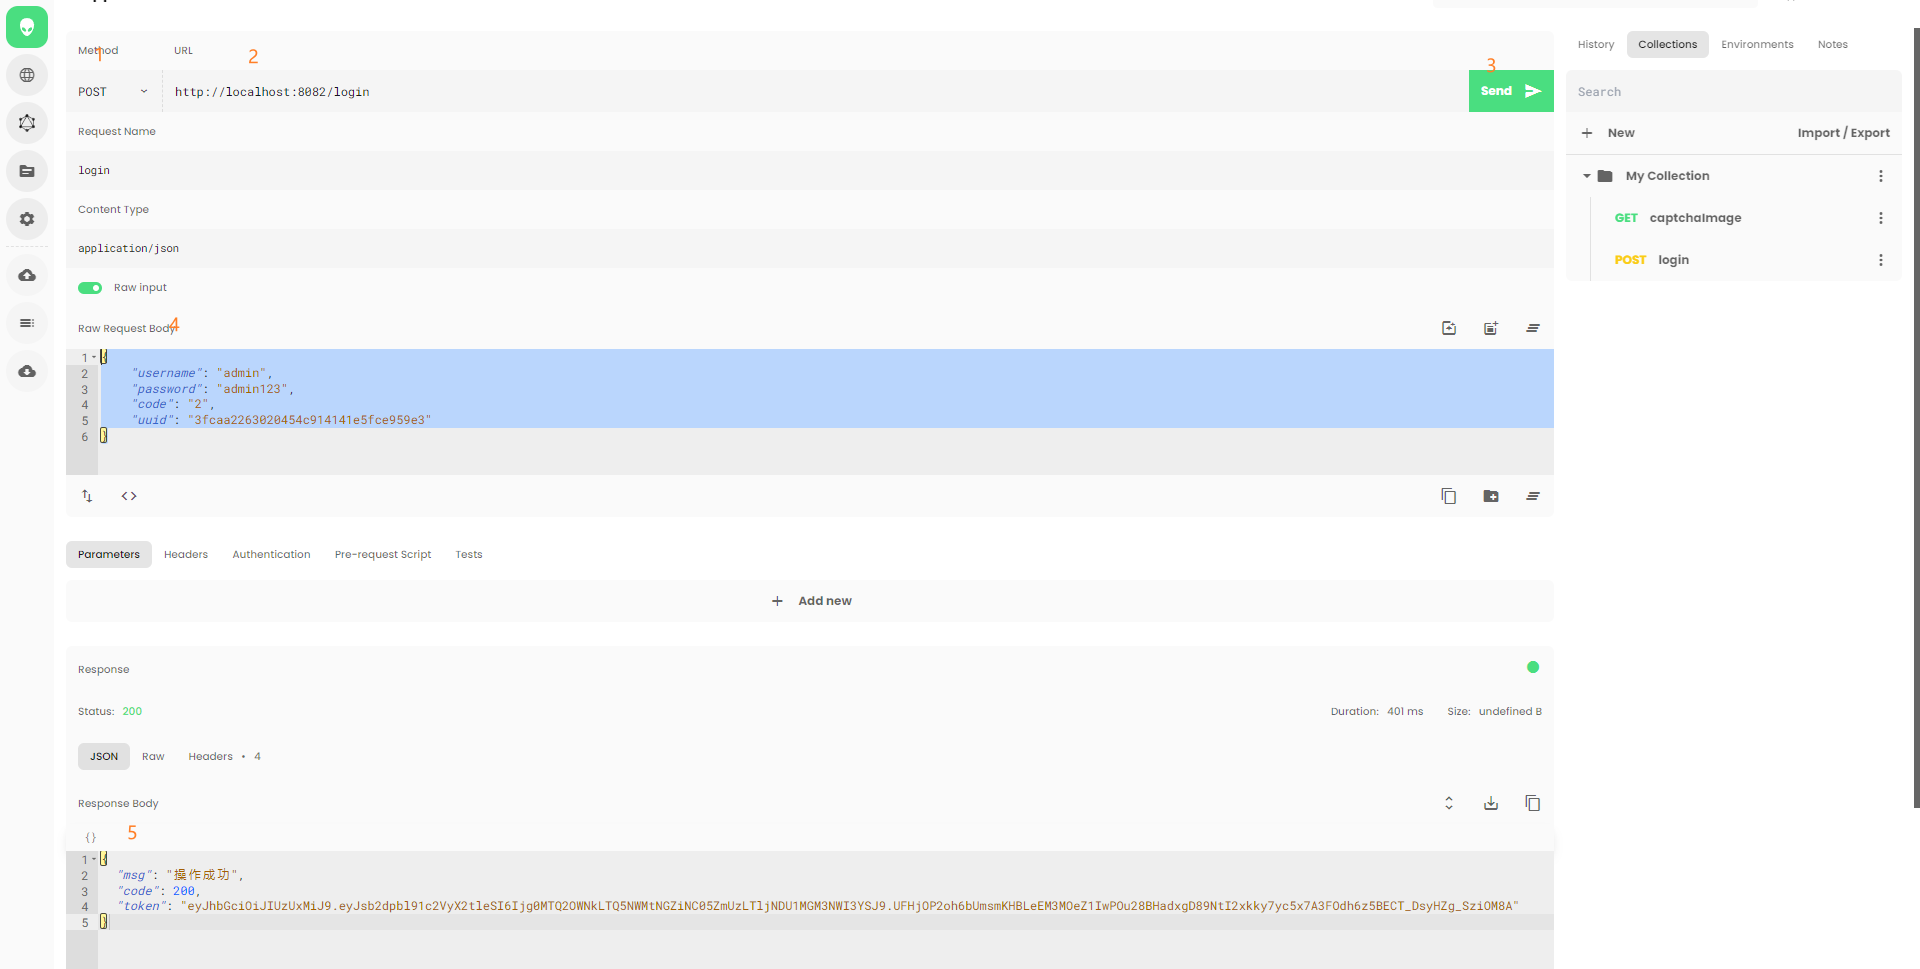 Method URL
1 2 3
POST http://localhost:8082/login Send
Request Name
login
Content Type
application/json
Raw input
Raw Request Body 4
1 {
2 "username": "admin",
3 "password": "admin123",
4 "code": "2",
5 "uuid": "3fcaa2263020454c914141e5fce959e3"
6 }
Parameters Headers Authentication Pre-request Script Tests
+ Add new
Response
Status: 200 Duration: 401 ms Size: undefined B
JSON Raw Headers • 4
Response Body
{} 5
1 {
2 "msg": "操作成功",
3 "code": 200,
4 "token": "eyJhbGciOiJIUzUxMiJ9.eyJsb2dpbl91c2VyX2tleSI6Ijg0MTQ2OWNkLTQ5NWMtNGZiNC05ZmUzLTljNDU1MGM3NWI3YSJ9.UFHjOP2oh6bUmsmKHBLeEM3MOeZ1IwPOu28BHadxgD89NtI2xkky7yc5x7A3FOdh6z5BECT_DsyHZg_SziOM8A"
5 }
History Collections Environments Notes
Search
+ New Import / Export
My Collection
GET captchaImage
POST login